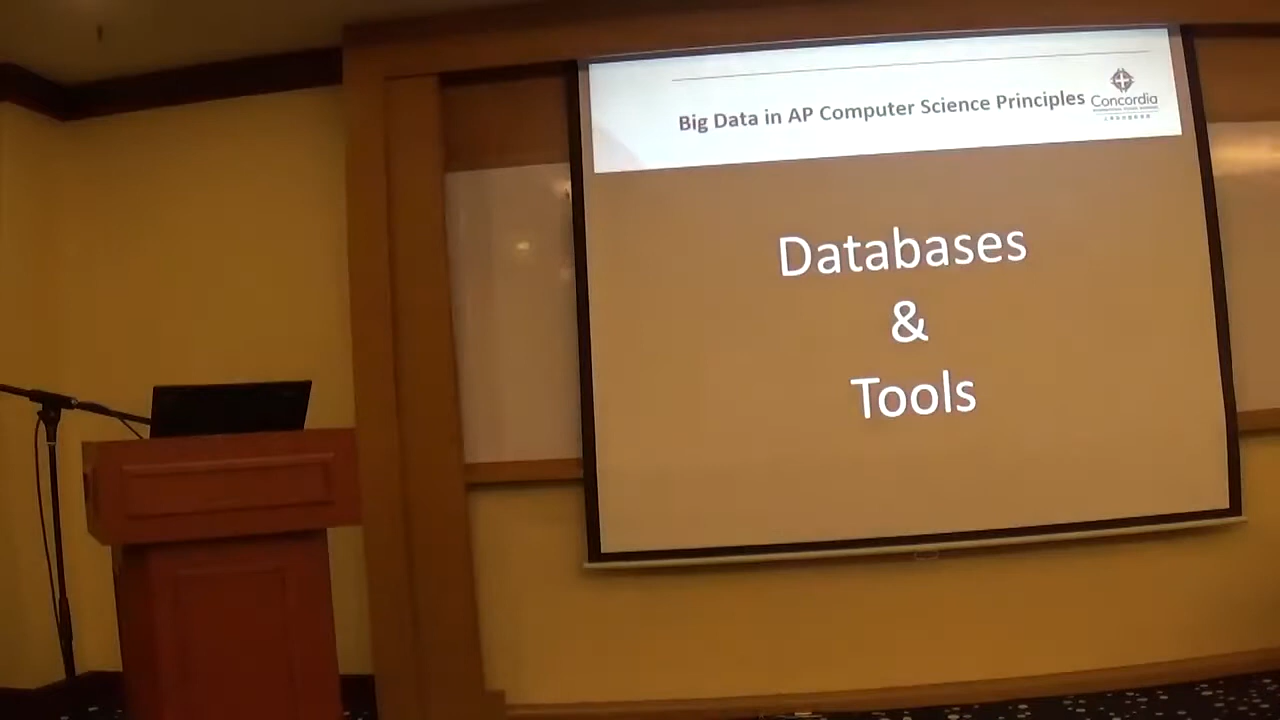 Big Data in AP Computer Science Principles
Concordia
Databases
&
Tools